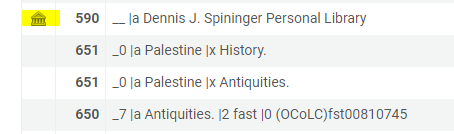 590 __ |a Dennis J. Spininger Personal Library
651 _0 |a Palestine |x History.
651 _0 |a Palestine |x Antiquities.
650 _7 |a Antiquities. |2 fast |0 (OCoLC)fst00810745